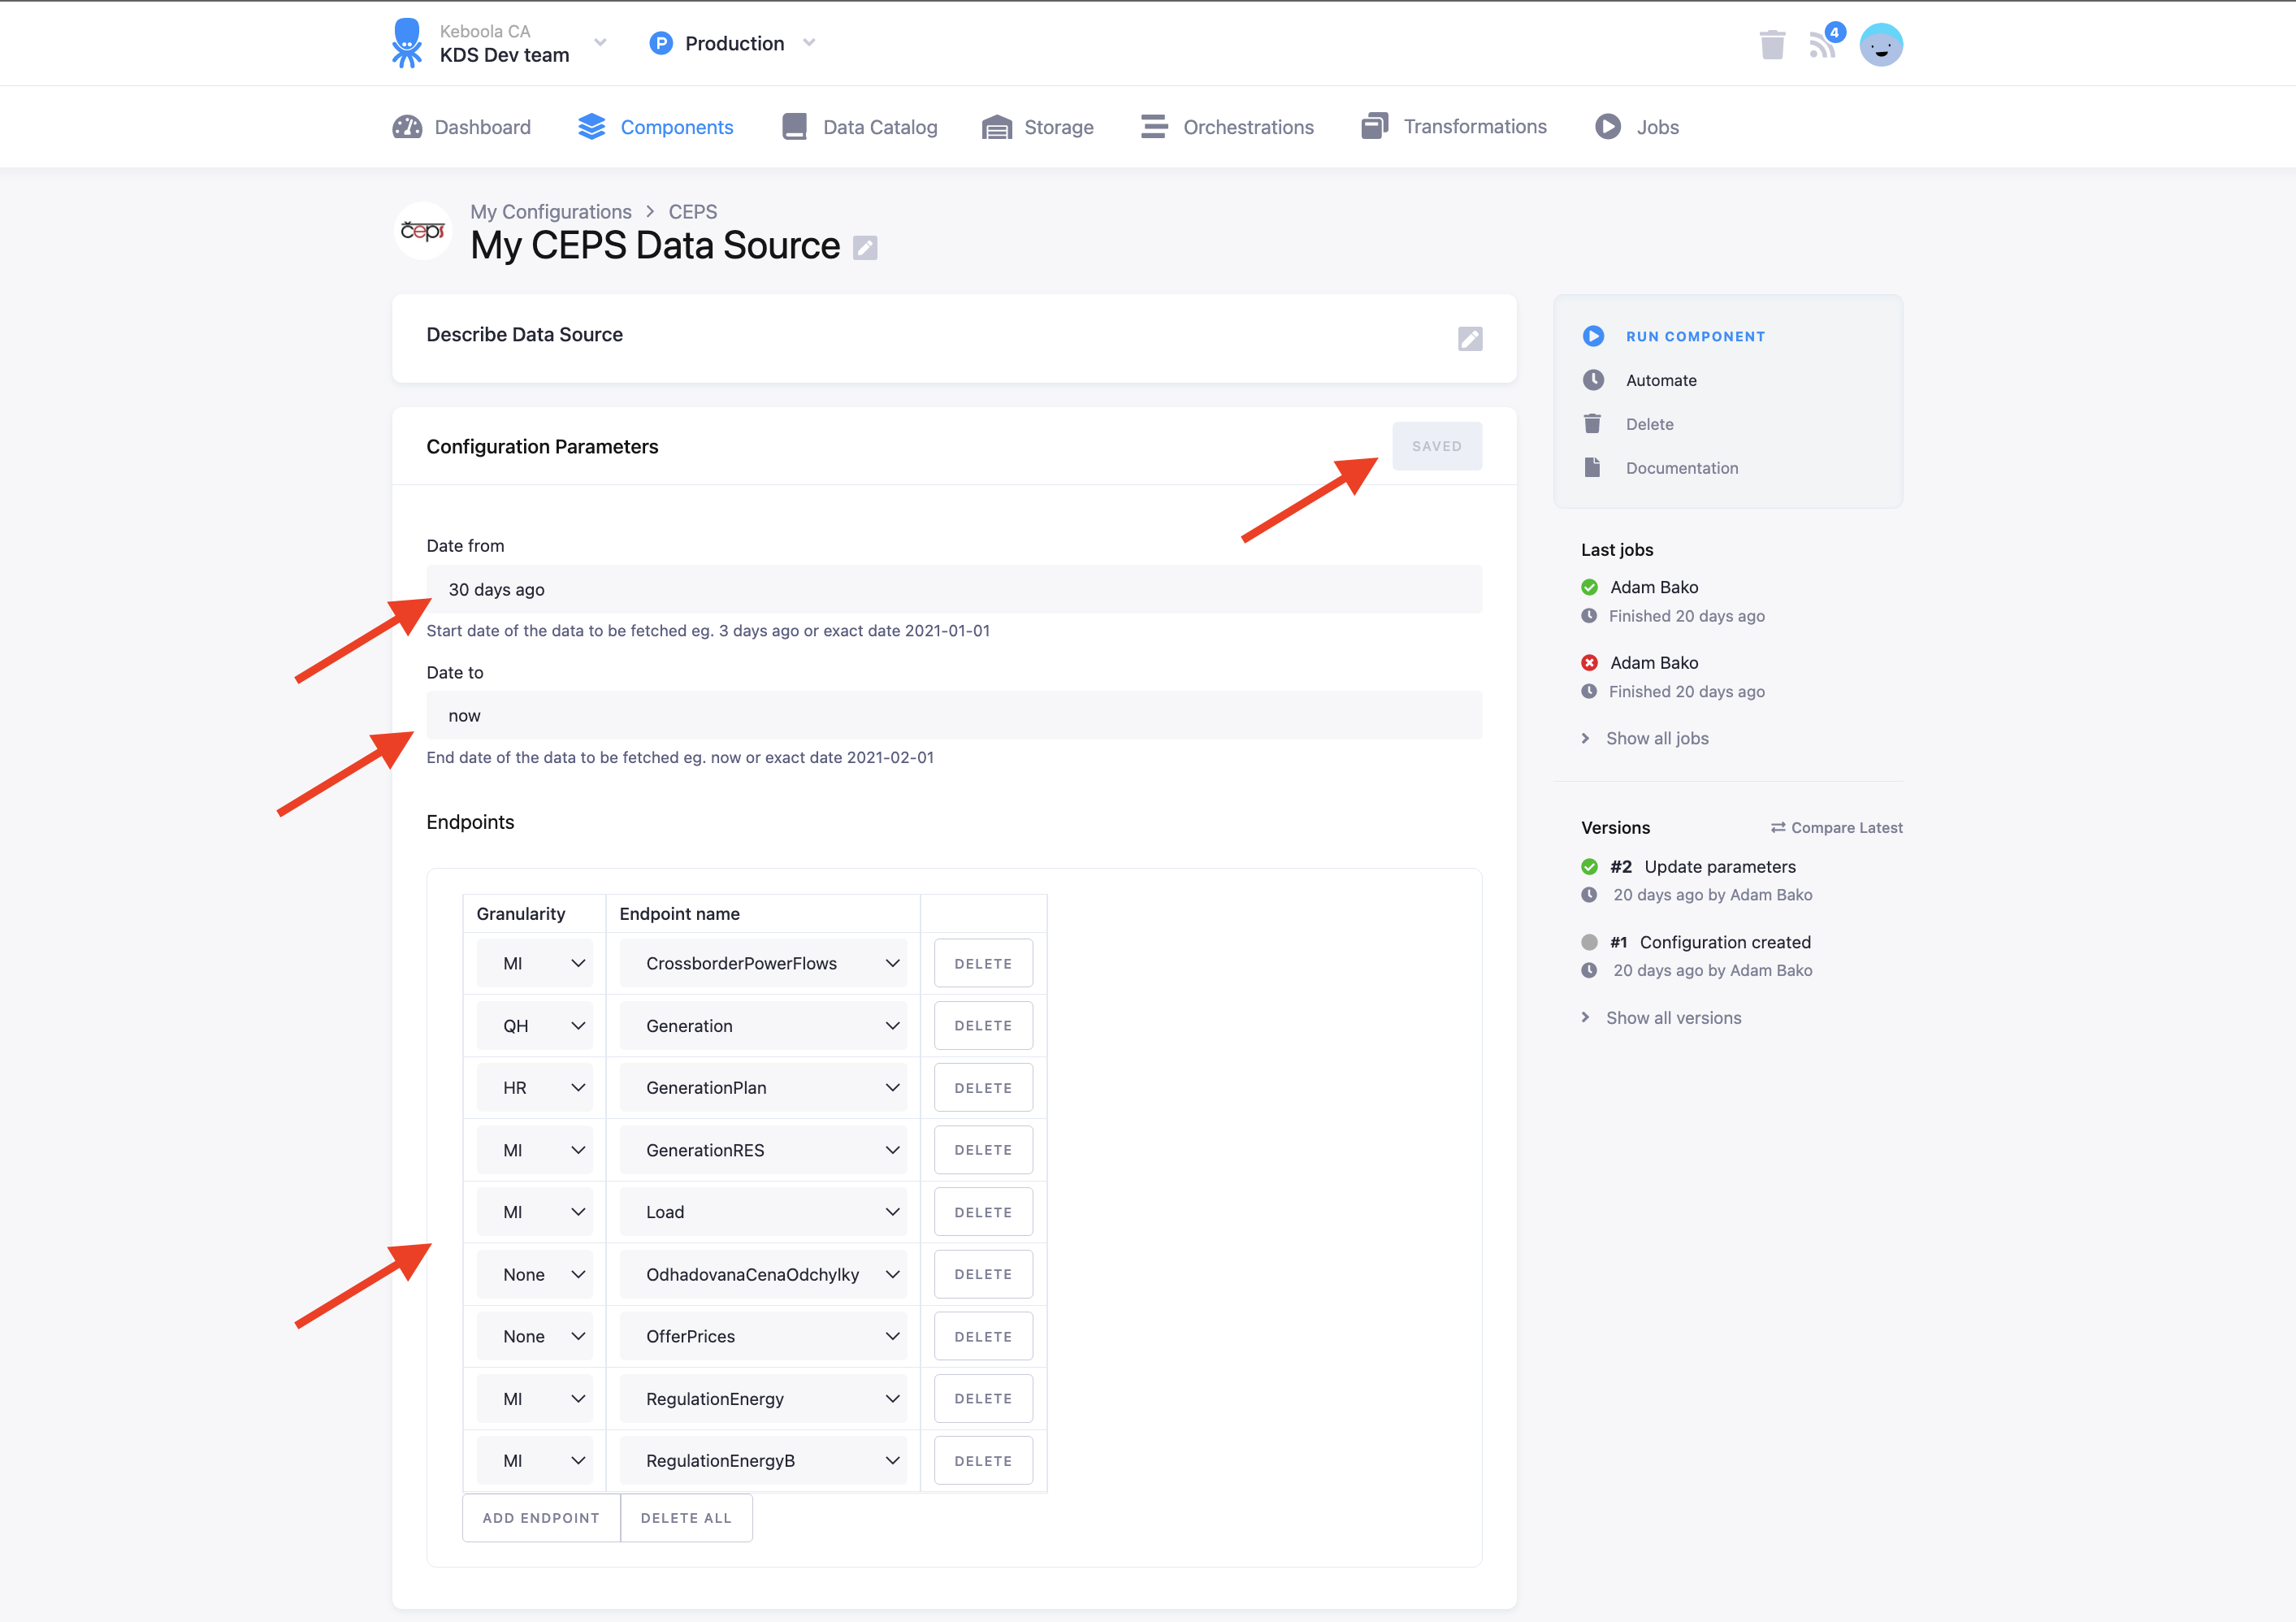 Keboola CA
KDS Dev team
P Production
4
Dashboard
Components
Data Catalog
Storage
Orchestrations
Transformations
Jobs
čeps
My Configurations > CEPS
My CEPS Data Source
Describe Data Source
Configuration Parameters
SAVED
Date from
30 days ago
Start date of the data to be fetched eg. 3 days ago or exact date 2021-01-01
Date to
now
End date of the data to be fetched eg. now or exact date 2021-02-01
Endpoints
Granularity Endpoint name
MI CrossborderPowerFlows DELETE
QH Generation DELETE
HR GenerationPlan DELETE
MI GenerationRES DELETE
MI Load DELETE
None OdhadovanaCenaOdchylky DELETE
None OfferPrices DELETE
MI RegulationEnergy DELETE
MI RegulationEnergyB DELETE
ADD ENDPOINT DELETE ALL
RUN COMPONENT
Automate
Delete
Documentation
Last jobs
Adam Bako
Finished 20 days ago
Adam Bako
Finished 20 days ago
Show all jobs
Versions Compare Latest
#2 Update parameters
20 days ago by Adam Bako
#1 Configuration created
20 days ago by Adam Bako
Show all versions